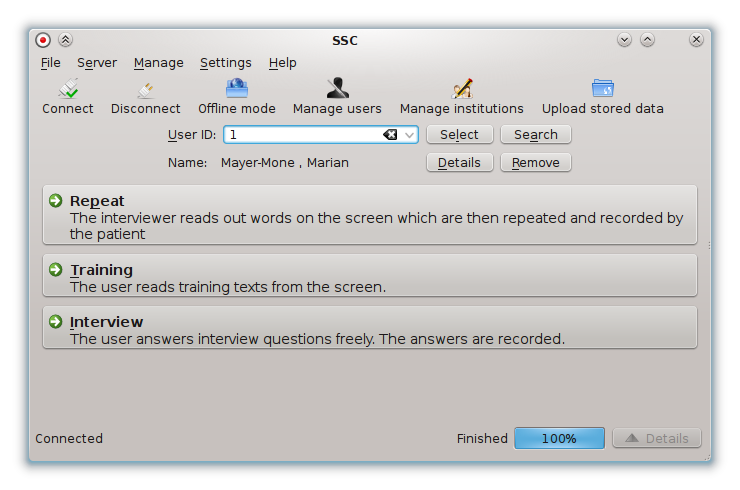 SSC
File Server Manage Settings Help
Connect Disconnect Offline mode Manage users Manage institutions Upload stored data
User ID: 1 Select Search
Name: Mayer-Mone , Marian Details Remove
Repeat
The interviewer reads out words on the screen which are then repeated and recorded by
the patient
Training
The user reads training texts from the screen.
Interview
The user answers interview questions freely. The answers are recorded.
Connected Finished 100% Details